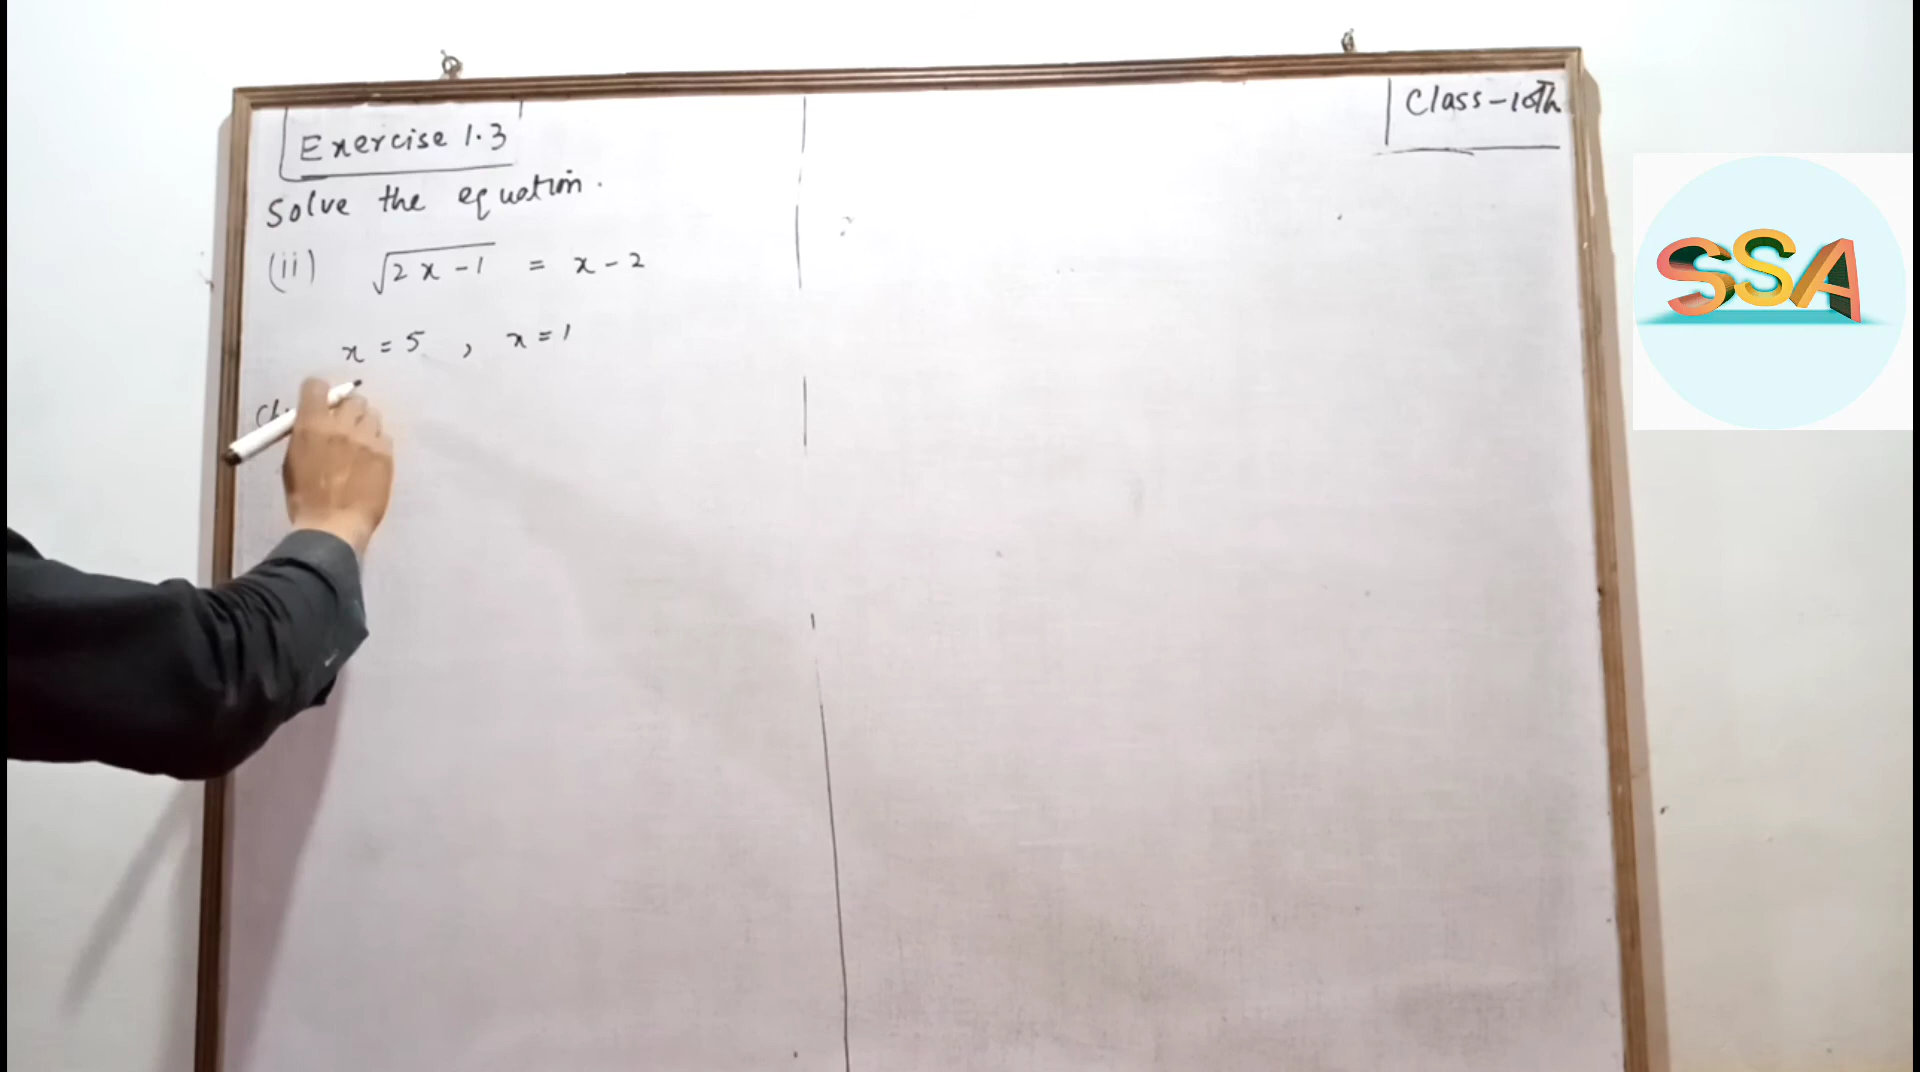 Exercise 1.3
Class-10Th
Solve the equation.
(ii) √2x-1 = x-2
x = 5 , x = 1
SSA